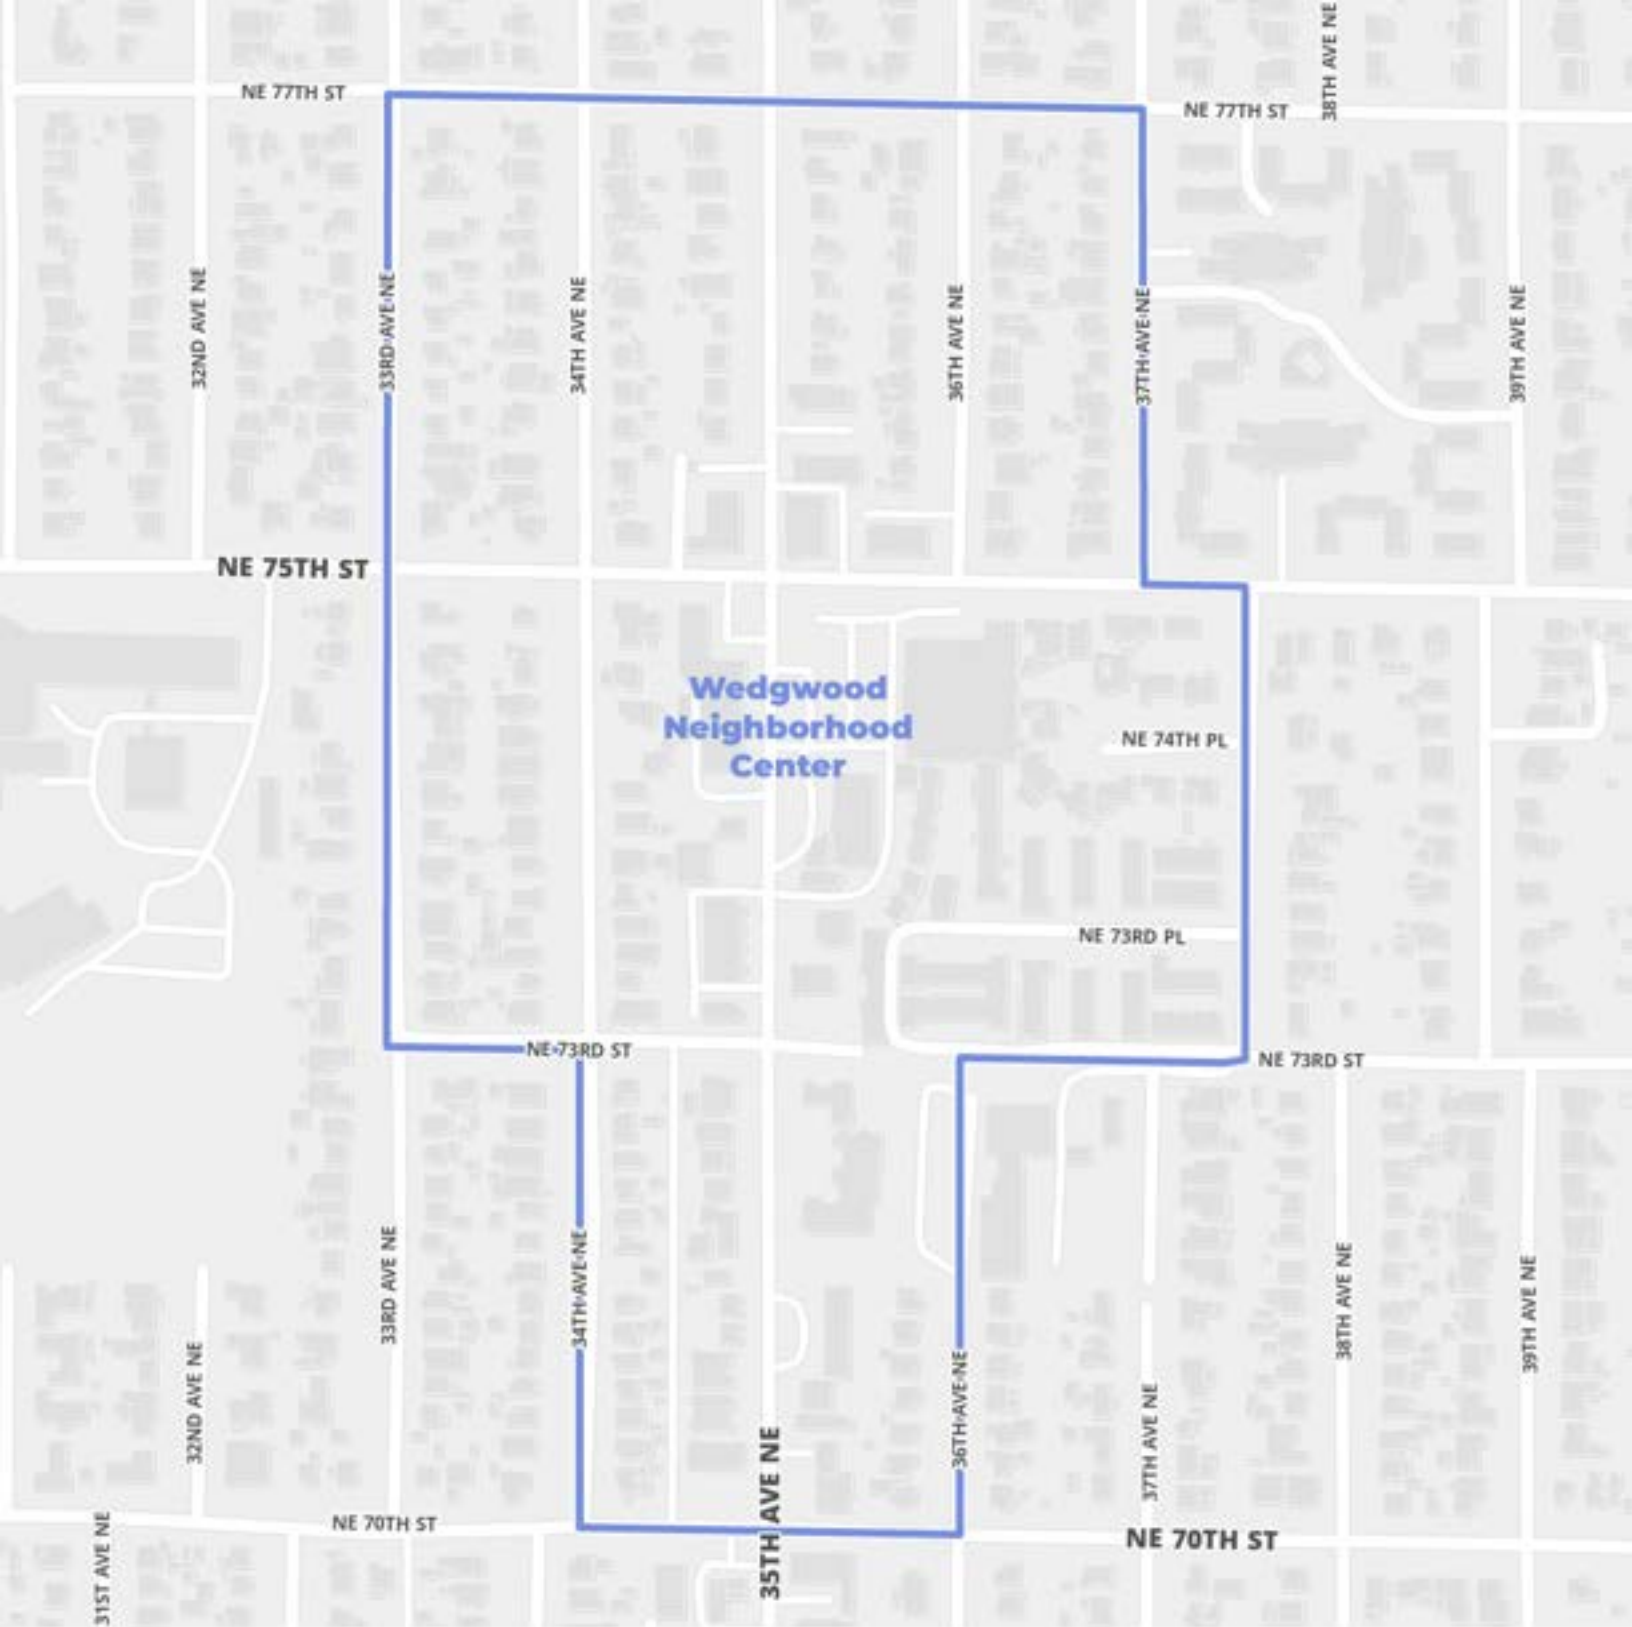 38TH AVE NE
NE 77TH ST
NE 77TH ST
32ND AVE NE
33RD AVE NE
34TH AVE NE
36TH AVE NE
37TH AVE NE
39TH AVE NE
NE 75TH ST
Wedgwood
Neighborhood
Center
NE 74TH PL
NE 73RD PL
NE 73RD ST
NE 73RD ST
33RD AVE NE
34TH AVE NE
38TH AVE NE
39TH AVE NE
32ND AVE NE
36TH AVE NE
37TH AVE NE
35TH AVE NE
NE 70TH ST
NE 70TH ST
31ST AVE NE